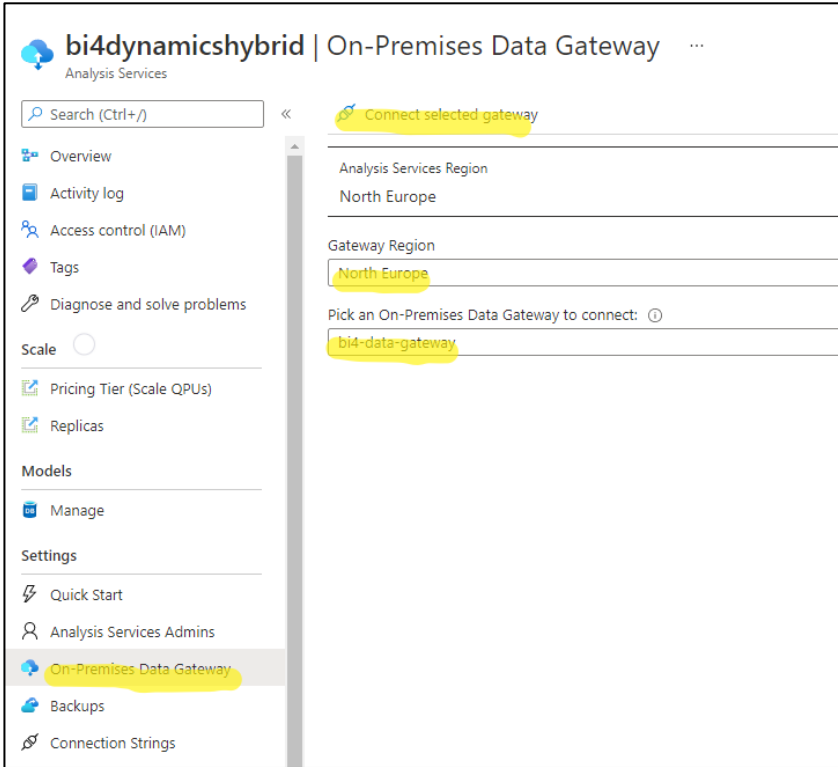 bi4dynamicshybrid | On-Premises Data Gateway ...
Analysis Services
Search (Ctrl+/)
«
Overview
Activity log
Access control (IAM)
Tags
Diagnose and solve problems
Scale
Pricing Tier (Scale QPUs)
Replicas
Models
Manage
Settings
Quick Start
Analysis Services Admins
On-Premises Data Gateway
Backups
Connection Strings
Connect selected gateway
Analysis Services Region
North Europe
Gateway Region
North Europe
Pick an On-Premises Data Gateway to connect:
bi4-data-gateway